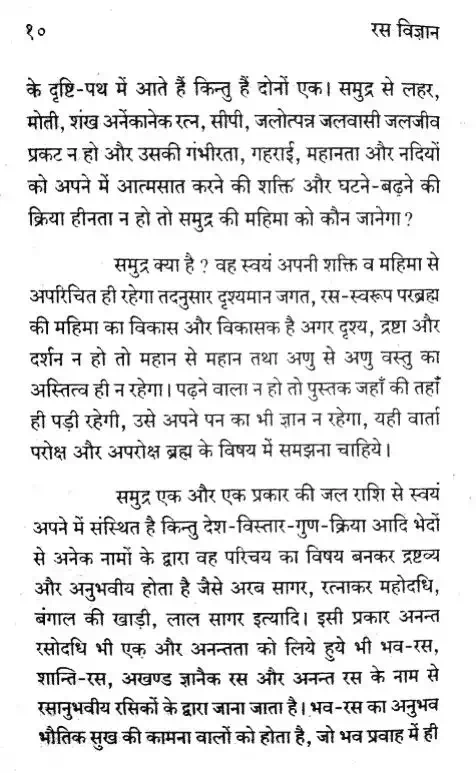 १० रस विज्ञान
के दृष्टि-पथ में आते हैं किन्तु हैं दोनों एक। समुद्र से लहर,
मोती, शंख अनेंकानेक रत्न, सीपी, जलोत्पन्न जलवासी जलजीव
प्रकट न हो और उसकी गंभीरता, गहराई, महानता और नदियों
को अपने में आत्मसात करने की शक्ति और घटने-बढ़ने की
क्रिया हीनता न हो तो समुद्र की महिमा को कौन जानेगा?
समुद्र क्या है? वह स्वयं अपनी शक्ति व महिमा से
अपरिचित ही रहेगा तदनुसार दृश्यमान जगत, रस-स्वरूप परब्रह्म
की महिमा का विकास और विकासक है अगर दृश्य, द्रष्टा और
दर्शन न हो तो महान से महान तथा अणु से अणु वस्तु का
अस्तित्व ही न रहेगा। पढ़ने वाला न हो तो पुस्तक जहाँ की तहाँ
ही पड़ी रहेगी, उसे अपने पन का भी ज्ञान न रहेगा, यही वार्ता
परोक्ष और अपरोक्ष ब्रह्म के विषय में समझना चाहिये।
समुद्र एक और एक प्रकार की जल राशि से स्वयं
अपने में संस्थित है किन्तु देश-विस्तार-गुण-क्रिया आदि भेदों
से अनेक नामों के द्वारा वह परिचय का विषय बनकर द्रष्टव्य
और अनुभवीय होता है जैसे अरब सागर, रत्नाकर महोदधि,
बंगाल की खाड़ी, लाल सागर इत्यादि। इसी प्रकार अनन्त
रसोदधि भी एक और अनन्तता को लिये हुये भी भव-रस,
शान्ति-रस, अखण्ड ज्ञानैक रस और अनन्त रस के नाम से
रसानुभवीय रसिकों के द्वारा जाना जाता है। भव-रस का अनुभव
भौतिक सुख की कामना वालों को होता है, जो भव प्रवाह में ही